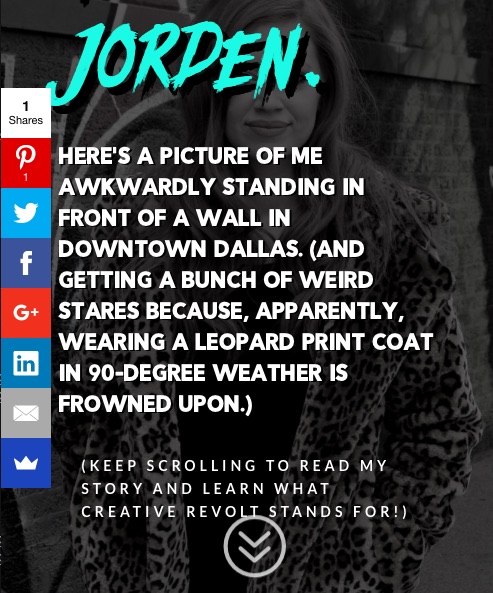 JORDEN.
1
Shares
1
HERE'S A PICTURE OF ME
AWKWARDLY STANDING IN
FRONT OF A WALL IN
DOWNTOWN DALLAS. (AND
GETTING A BUNCH OF WEIRD
STARES BECAUSE, APPARENTLY,
WEARING A LEOPARD PRINT COAT
IN 90-DEGREE WEATHER IS
FROWNED UPON.)
(KEEP SCROLLING TO READ MY
STORY AND LEARN WHAT
CREATIVE REVOLT STANDS FOR!)
G+
in